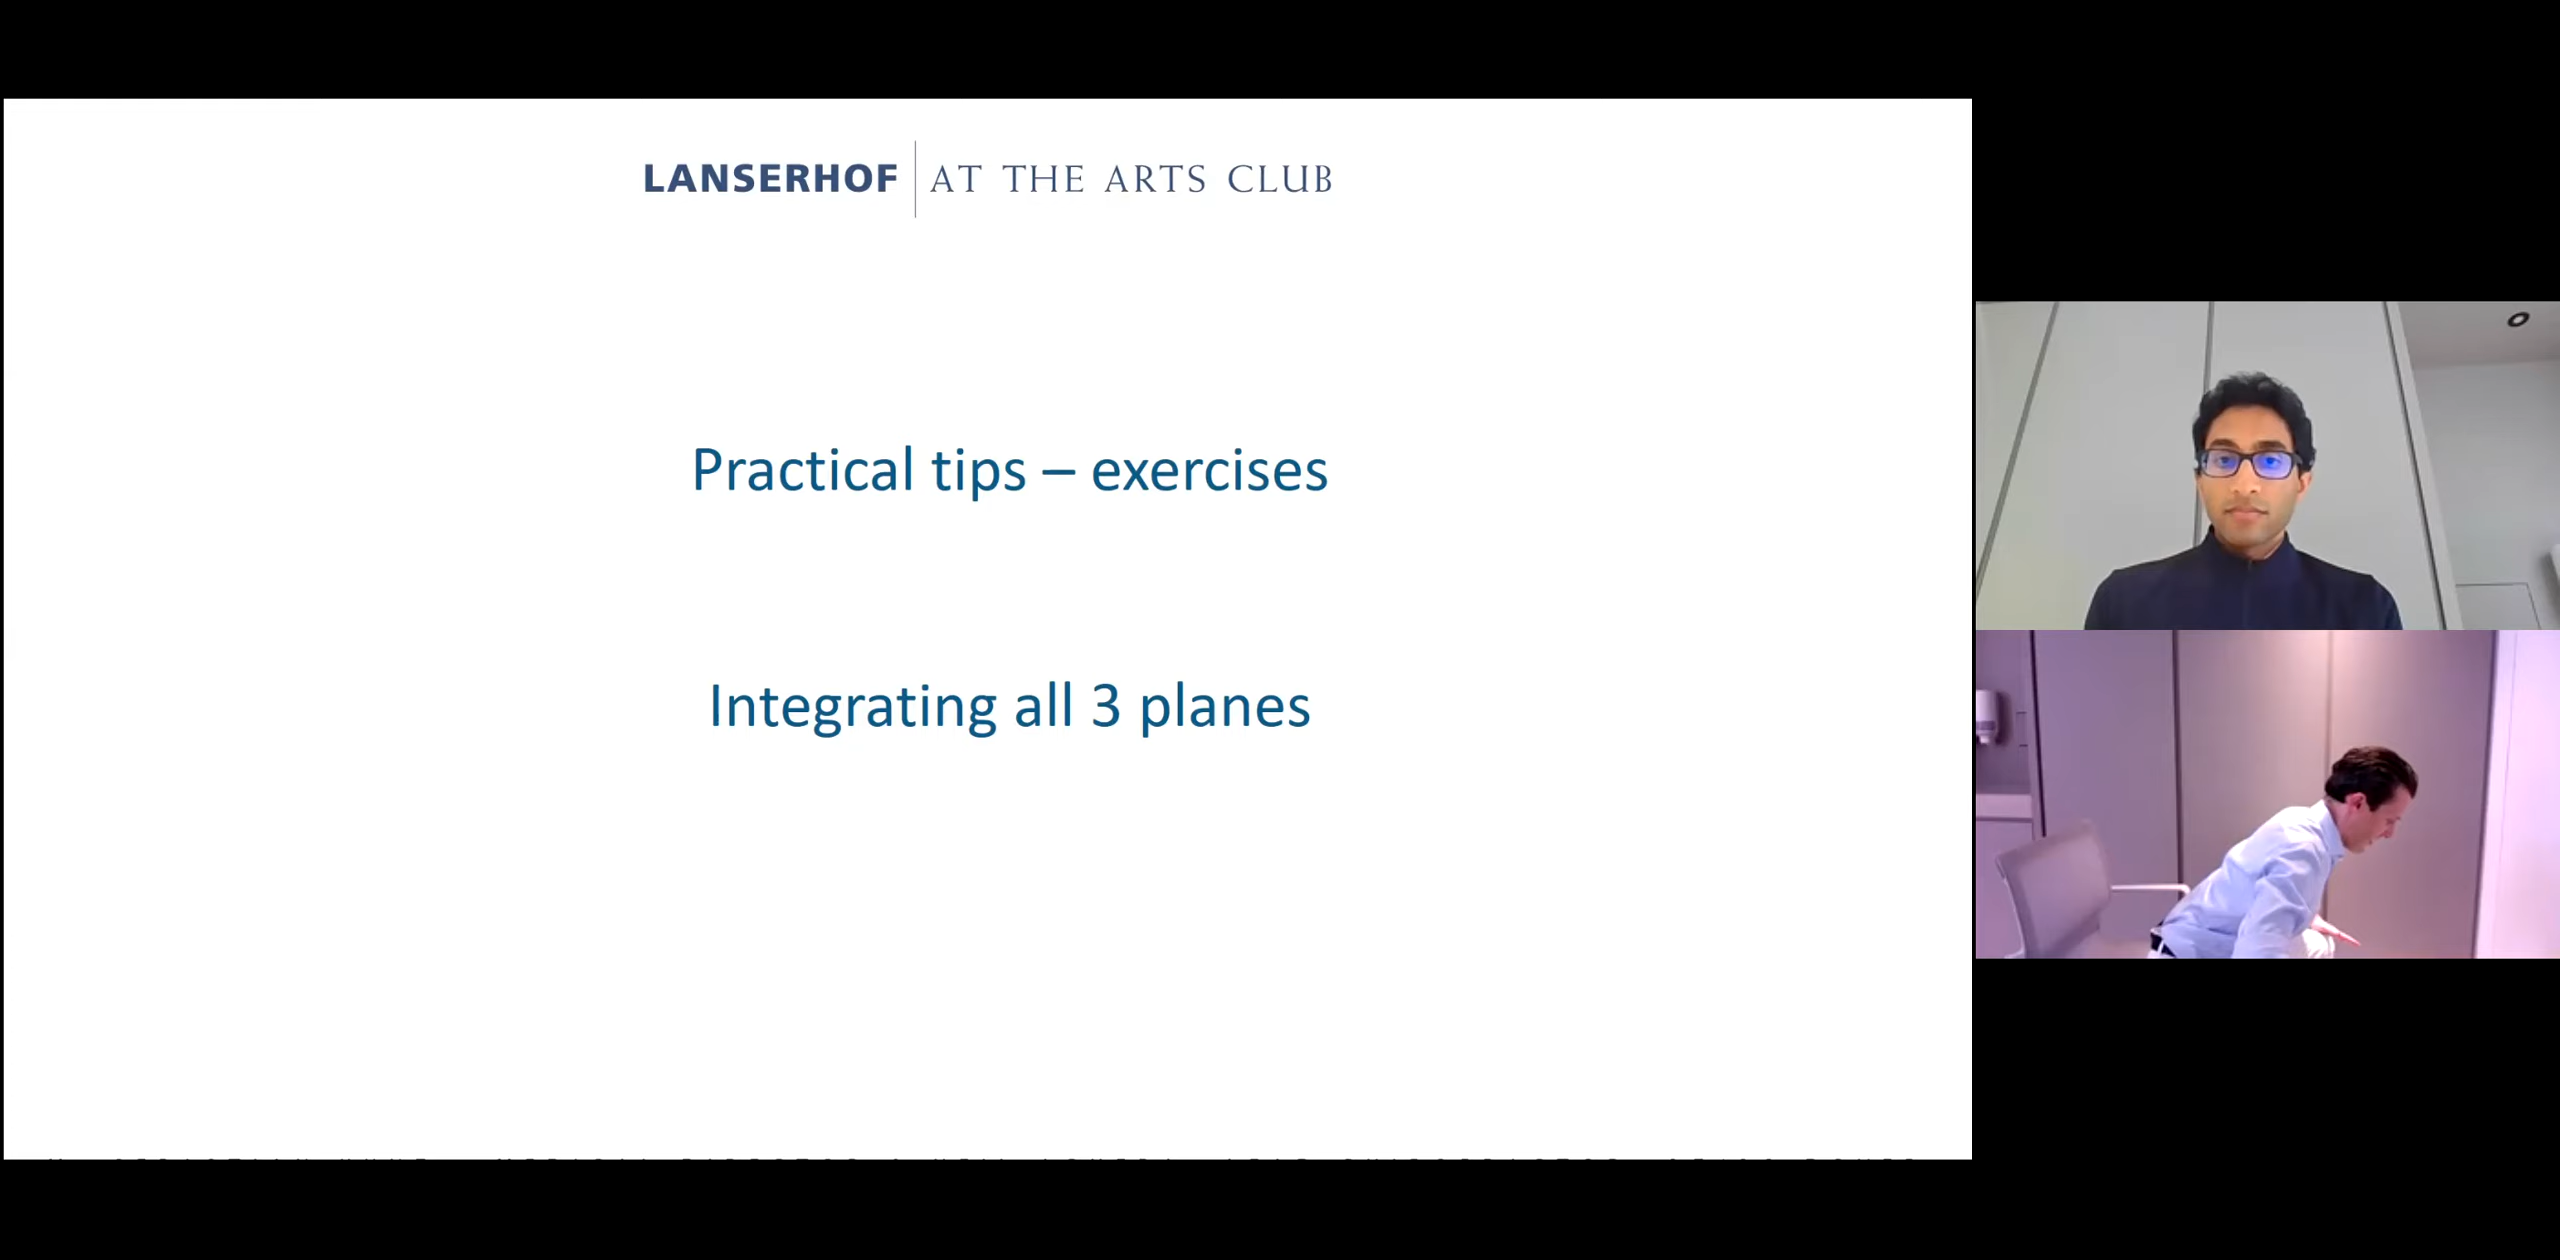 LANSERHOF AT THE ARTS CLUB
Practical tips – exercises
Integrating all 3 planes